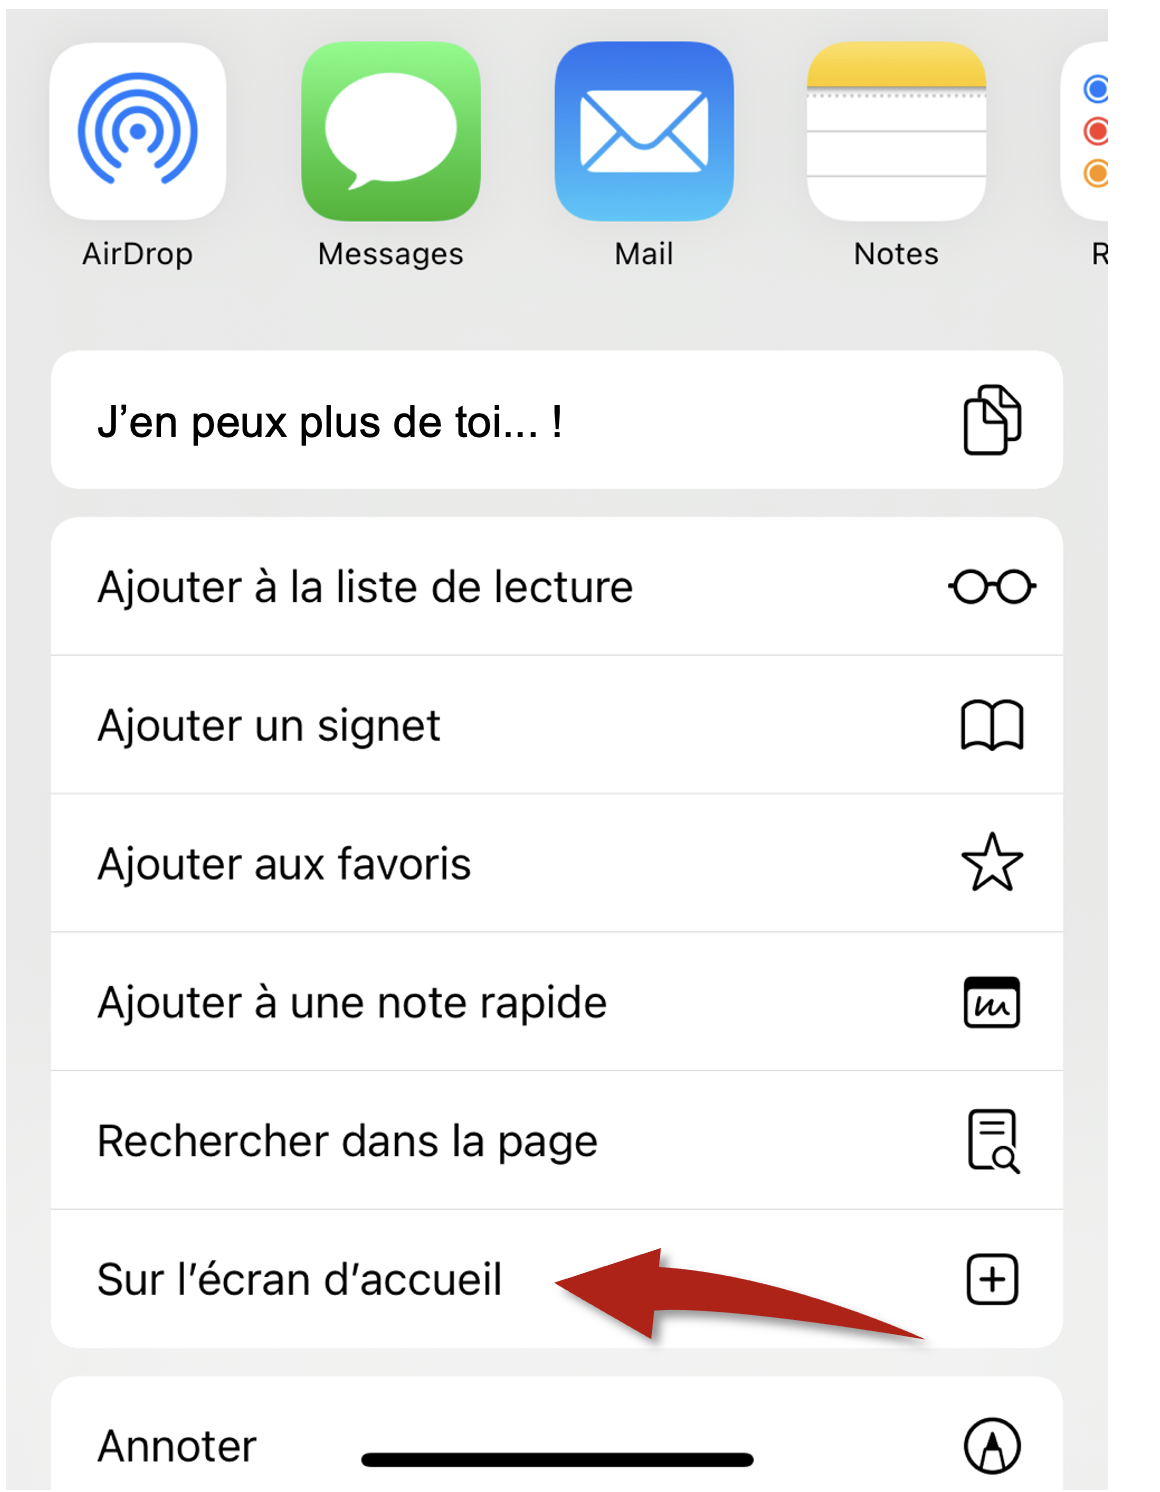 AirDrop
Messages
Mail
Notes
R
J’en peux plus de toi... !
Ajouter à la liste de lecture
Ajouter un signet
Ajouter aux favoris
Ajouter à une note rapide
Rechercher dans la page
Sur l’écran d’accueil
Annoter